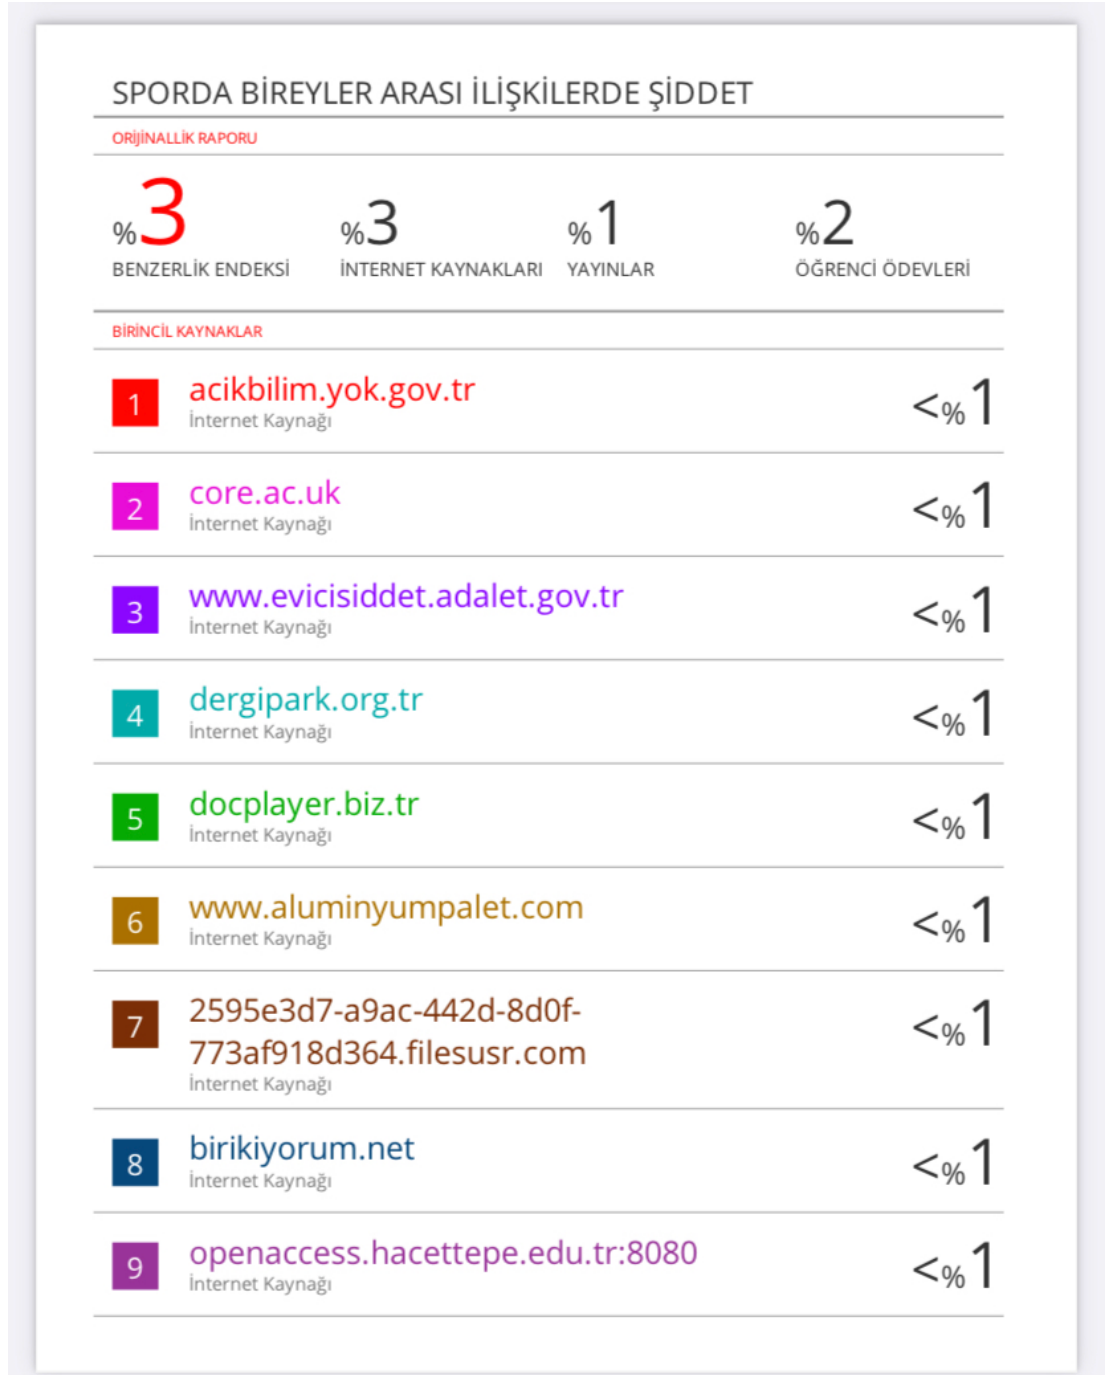 SPORDA BİREYLER ARASI İLİŞKİLERDE ŞİDDET
ORİJİNALLİK RAPORU
%3 %3 %1 %2
BENZERLİK ENDEKSİ İNTERNET KAYNAKLARI YAYINLAR ÖĞRENCİ ÖDEVLERİ
BİRİNCİL KAYNAKLAR
1 acikbilim.yok.gov.tr <%1
İnternet Kaynağı
2 core.ac.uk <%1
İnternet Kaynağı
3 www.evicisiddet.adalet.gov.tr <%1
İnternet Kaynağı
4 dergipark.org.tr <%1
İnternet Kaynağı
5 docplayer.biz.tr <%1
İnternet Kaynağı
6 www.aluminyumpalet.com <%1
İnternet Kaynağı
7 2595e3d7-a9ac-442d-8d0f- <%1
773af918d364.filesusr.com
İnternet Kaynağı
8 birikiyorum.net <%1
İnternet Kaynağı
9 openaccess.hacettepe.edu.tr:8080 <%1
İnternet Kaynağı